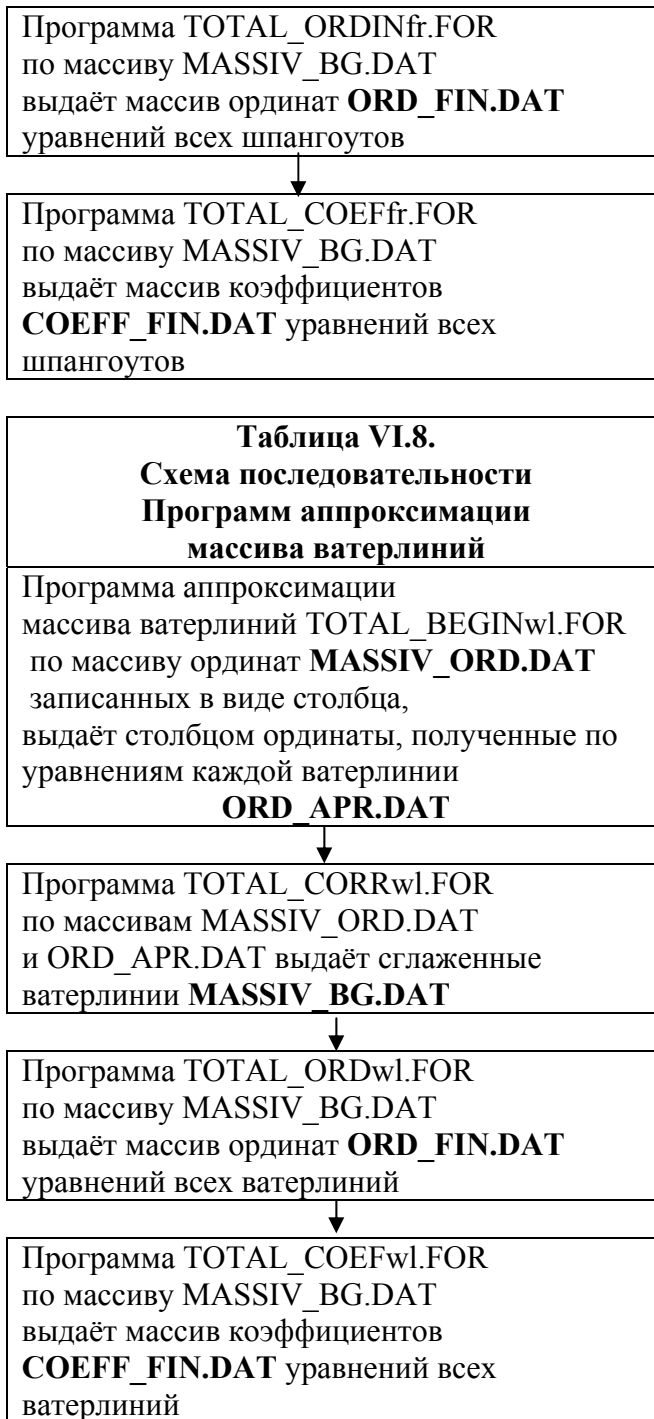 Программа TOTAL_ORDINfr.FOR
по массиву MASSIV_BG.DAT
выдаёт массив ординат ORD_FIN.DAT
уравнений всех шпангоутов
Программа TOTAL_COEFfr.FOR
по массиву MASSIV_BG.DAT
выдаёт массив коэффициентов
COEFF_FIN.DAT уравнений всех
шпангоутов
Таблица VI.8.
Схема последовательности
Программ аппроксимации
массива ватерлиний
Программа аппроксимации
массива ватерлиний TOTAL_BEGINwl.FOR
по массиву ординат MASSIV_ORD.DAT
записанных в виде столбца,
выдаёт столбцом ординаты, полученные по
уравнениям каждой ватерлинии
ORD_APR.DAT
Программа TOTAL_CORRwl.FOR
по массивам MASSIV_ORD.DAT
и ORD_APR.DAT выдаёт сглаженные
ватерлинии MASSIV_BG.DAT
Программа TOTAL_ORDwl.FOR
по массиву MASSIV_BG.DAT
выдаёт массив ординат ORD_FIN.DAT
уравнений всех ватерлиний
Программа TOTAL_COEFwl.FOR
по массиву MASSIV_BG.DAT
выдаёт массив коэффициентов
COEFF_FIN.DAT уравнений всех
ватерлиний